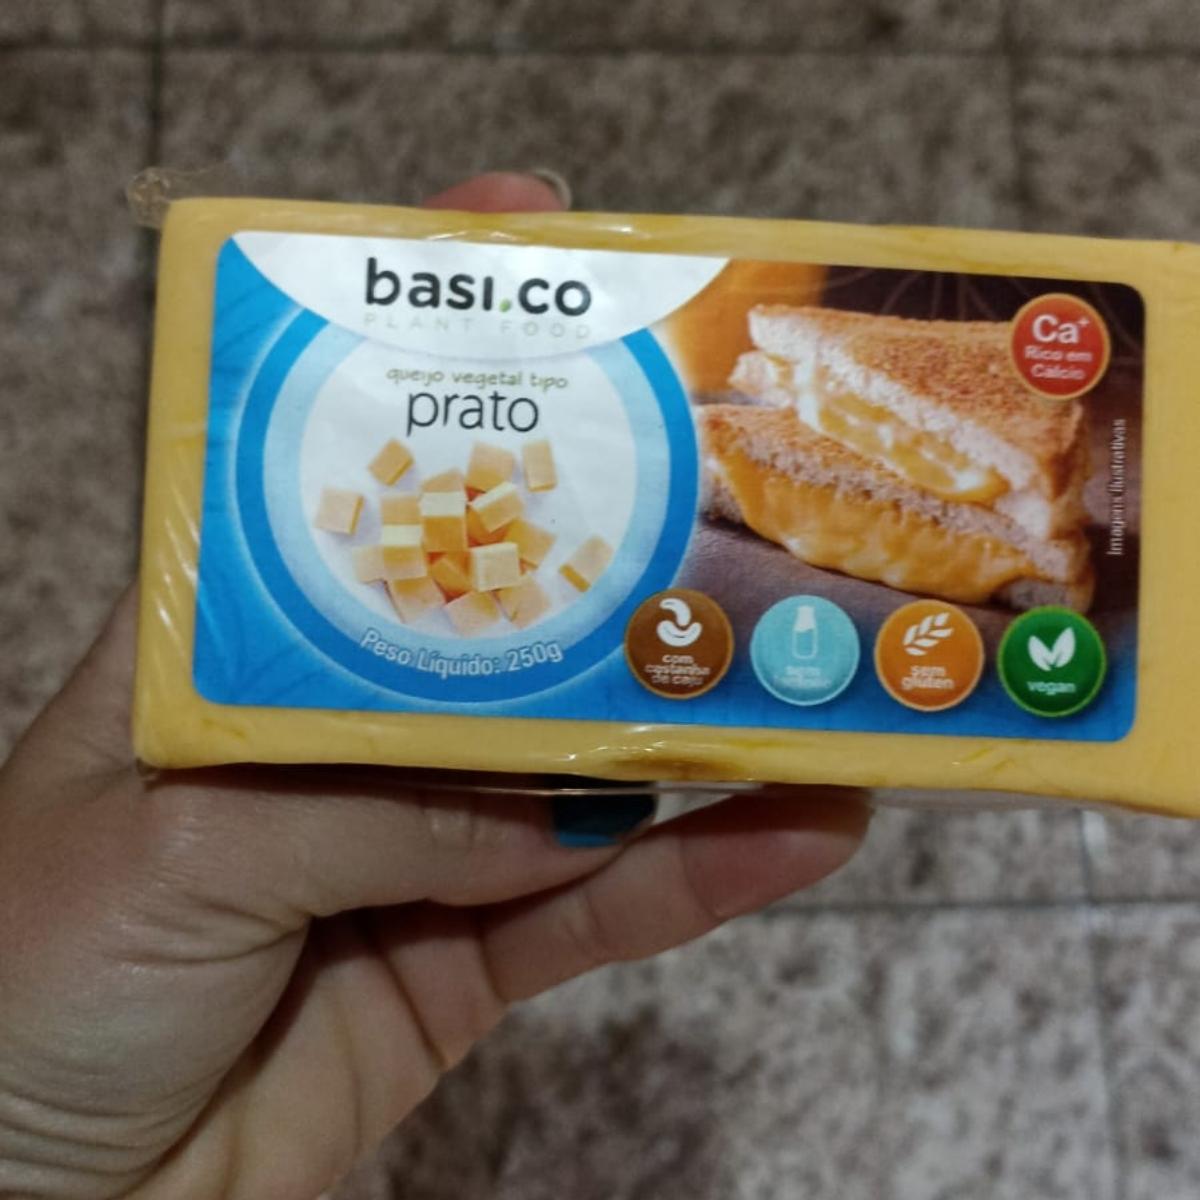 basi.co
PLANT FOOD
queijo vegetal tipo
prato
Peso Líquido: 250g
Ca+
Rico em
Cálcio
Imagens ilustrativas
com
castanha
de caju
sem
sem
glúten
vegan